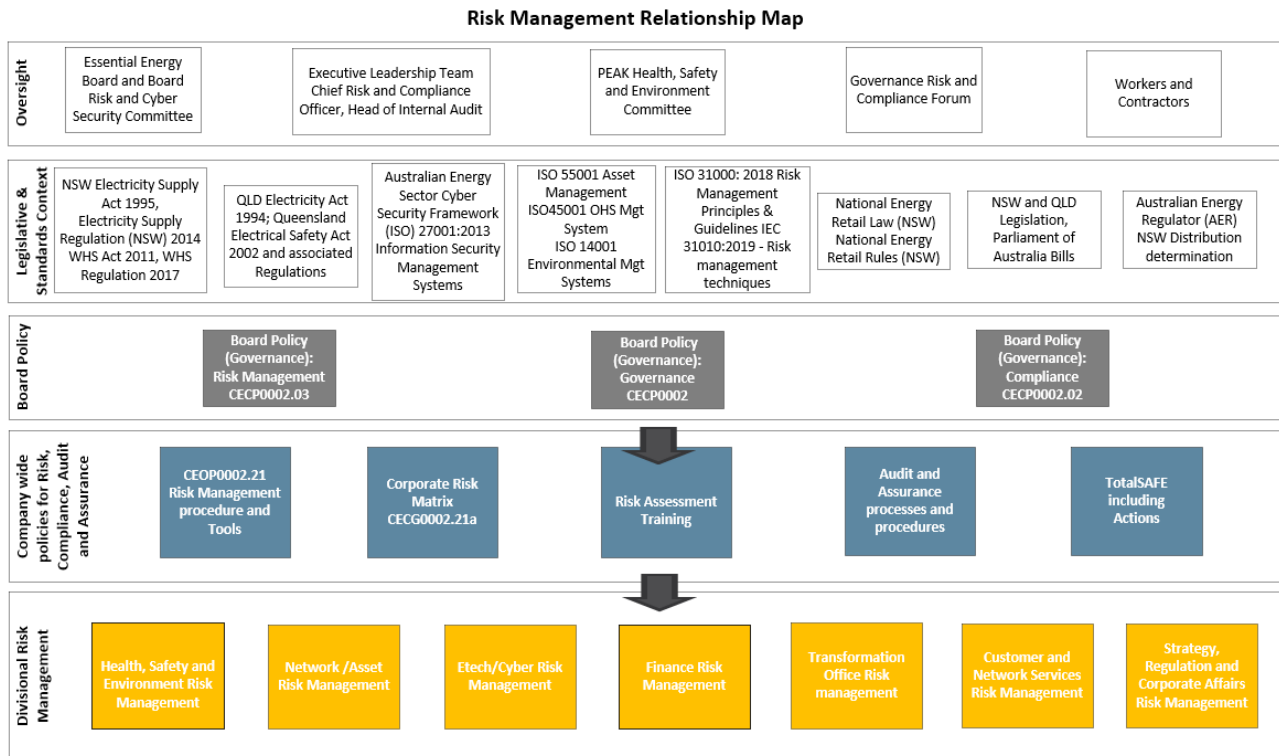 Risk Management Relationship Map
Oversight
Essential Energy
Board and Board
Risk and Cyber
Security Committee
Executive Leadership Team
Chief Risk and Compliance
Officer, Head of Internal Audit
PEAK Health, Safety
and Environment
Committee
Governance Risk and
Compliance Forum
Workers and
Contractors
Legislative &
Standards Context
NSW Electricity Supply
Act 1995,
Electricity Supply
Regulation (NSW) 2014
WHS Act 2011, WHS
Regulation 2017
QLD Electricity Act
1994; Queensland
Electrical Safety Act
2002 and associated
Regulations
Australian Energy
Sector Cyber
Security Framework
(ISO) 27001:2013
Information Security
Management
Systems
ISO 55001 Asset
Management
ISO45001 OHS Mgt
System
ISO 14001
Environmental Mgt
Systems
ISO 31000: 2018 Risk
Management
Principles &
Guidelines IEC
31010:2019 - Risk
management
techniques
National Energy
Retail Law (NSW)
National Energy
Retail Rules (NSW)
NSW and QLD
Legislation,
Parliament of
Australia Bills
Australian Energy
Regulator (AER)
NSW Distribution
determination
Board Policy
Board Policy
(Governance):
Risk Management
CECP0002.03
Board Policy
(Governance):
Governance
CECP0002
Board Policy
(Governance):
Compliance
CECP0002.02
Company wide
policies for Risk,
Compliance, Audit
and Assurance
CEOP0002.21
Risk Management
procedure and
Tools
Corporate Risk
Matrix
CECG0002.21a
Risk Assessment
Training
Audit and
Assurance
processes and
procedures
TotalSAFE
including
Actions
Divisional Risk
Management
Health, Safety and
Environment Risk
Management
Network /Asset
Risk Management
Etech/Cyber Risk
Management
Finance Risk
Management
Transformation
Office Risk
management
Customer and
Network Services
Risk Management
Strategy,
Regulation and
Corporate Affairs
Risk Management